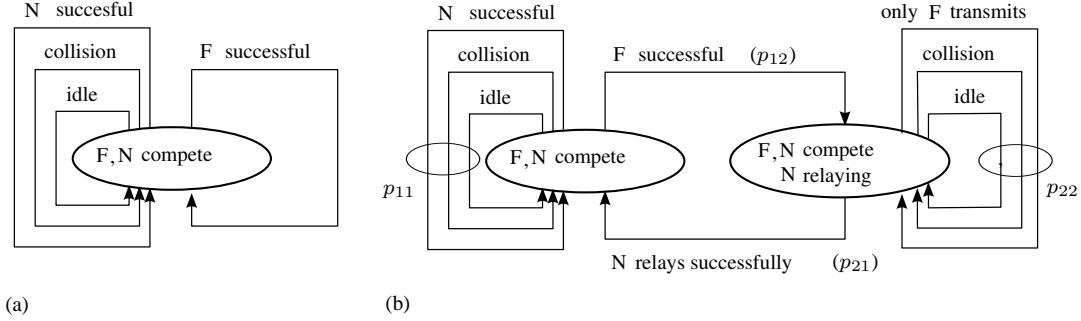 N succesful
collision
idle
F successful
F, N compete
(a)
N successful
collision
idle
F successful (p12)
F, N compete
p11
F, N compete
N relaying
N relays successfully (p21)
only F transmits
collision
idle
p22
(b)